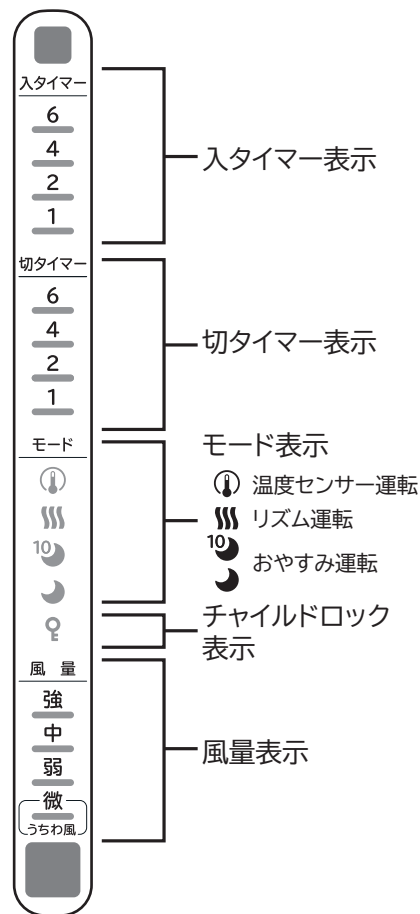 入タイマー
6
4
2
1
入タイマー表示
切タイマー
6
4
2
1
切タイマー表示
モード
10
モード表示
温度センサー運転
リズム運転
10
おやすみ運転
チャイルドロック
表示
風 量
強
中
弱
微
うちわ風
風量表示